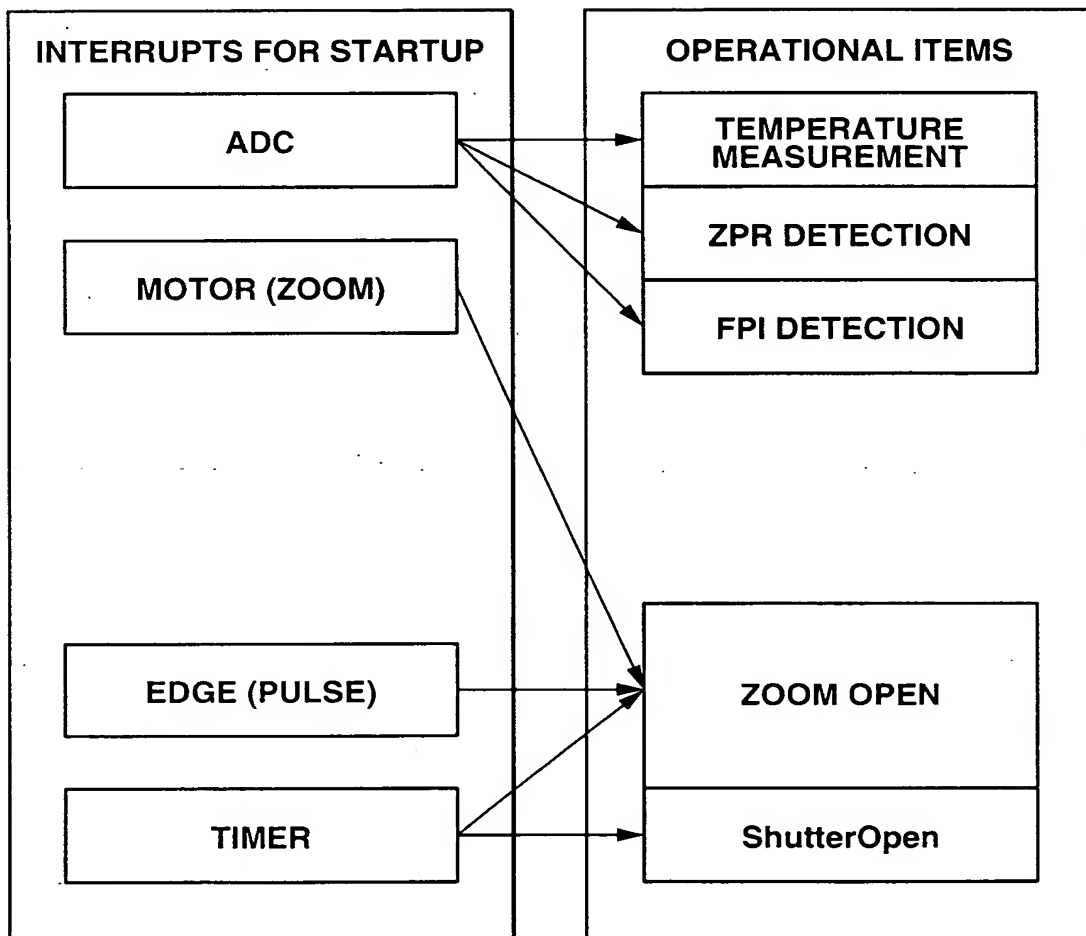 INTERRUPTS FOR STARTUP
ADC
MOTOR (ZOOM)
EDGE (PULSE)
TIMER
OPERATIONAL ITEMS
TEMPERATURE
MEASUREMENT
ZPR DETECTION
FPI DETECTION
ZOOM OPEN
ShutterOpen